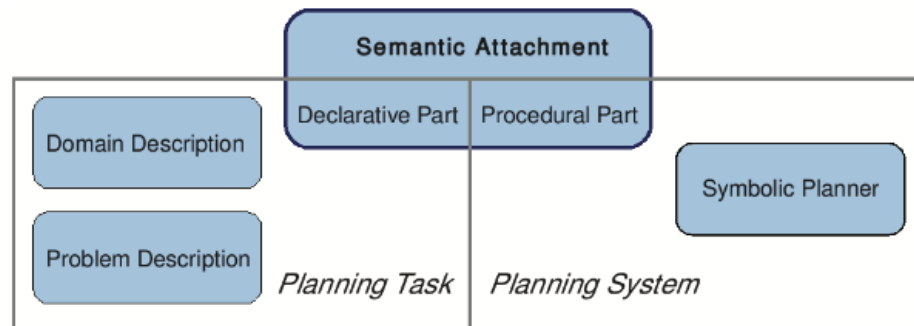 Semantic Attachment
Declarative Part
Procedural Part
Domain Description
Symbolic Planner
Problem Description
Planning Task
Planning System